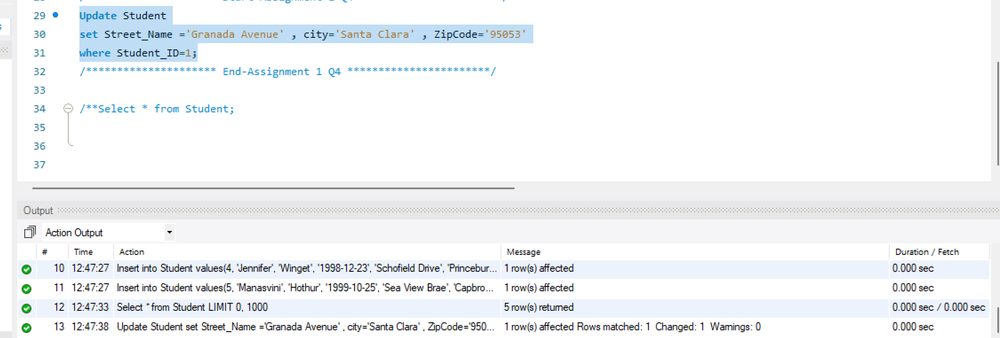 29 Update Student
30 set Street_Name ='Granada Avenue' , city='Santa Clara' , ZipCode='95053'
31 where Student_ID=1;
32 /********************* End-Assignment 1 Q4 ***********************/
33
34 /**Select * from Student;
35
36
37
Output
Action Output
# Time Action Message Duration / Fetch
10 12:47:27 Insert into Student values(4, 'Jennifer', 'Winget', '1998-12-23', 'Schofield Drive', 'Princebur... 1 row(s) affected 0.000 sec
11 12:47:27 Insert into Student values(5, 'Manasvini', 'Hothur', '1999-10-25', 'Sea View Brae', 'Capbro... 1 row(s) affected 0.000 sec
12 12:47:33 Select * from Student LIMIT 0, 1000 5 row(s) returned 0.000 sec / 0.000 sec
13 12:47:38 Update Student set Street_Name ='Granada Avenue' , city='Santa Clara' , ZipCode='950... 1 row(s) affected Rows matched: 1 Changed: 1 Warnings: 0 0.000 sec